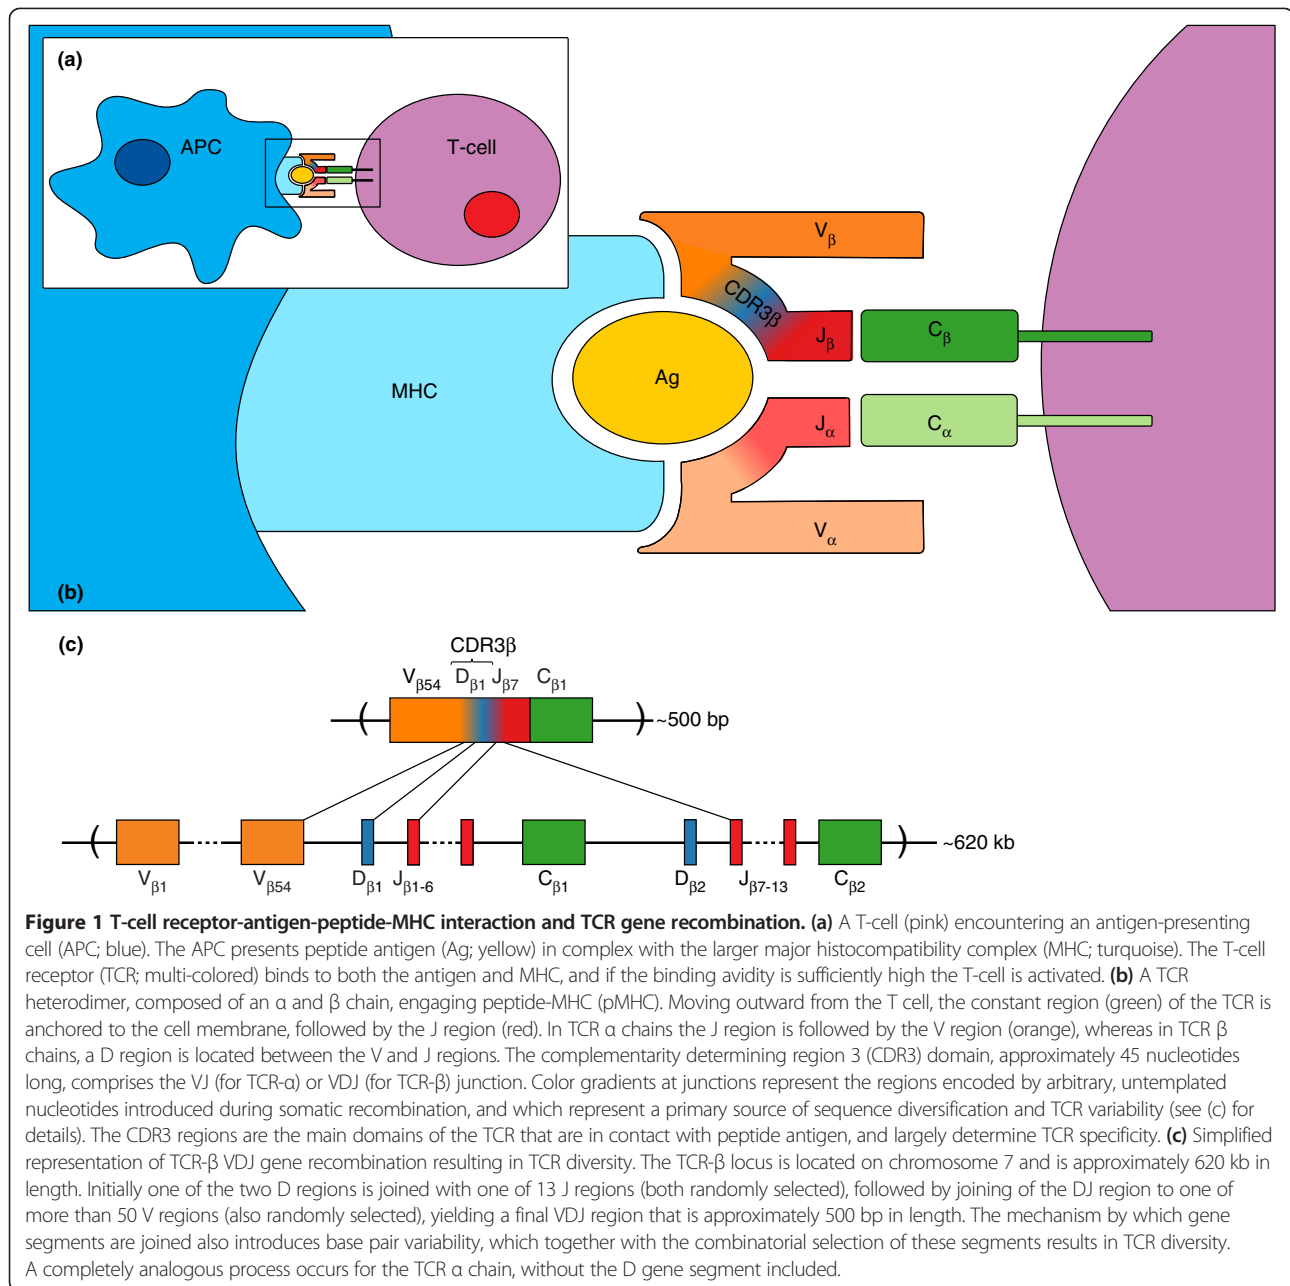 (a)
APC
T-cell
Vβ
CDR3β
Jβ
Cβ
MHC
Ag
Jα
Cα
Vα
(b)
(c)
CDR3β
Vβ54 Dβ1 Jβ7 Cβ1
~500 bp
~620 kb
Vβ1 Vβ54 Dβ1 Jβ1-6 Cβ1 Dβ2 Jβ7-13 Cβ2
Figure 1 T-cell receptor-antigen-peptide-MHC interaction and TCR gene recombination. (a) A T-cell (pink) encountering an antigen-presenting
cell (APC; blue). The APC presents peptide antigen (Ag; yellow) in complex with the larger major histocompatibility complex (MHC; turquoise). The T-cell
receptor (TCR; multi-colored) binds to both the antigen and MHC, and if the binding avidity is sufficiently high the T-cell is activated. (b) A TCR
heterodimer, composed of an α and β chain, engaging peptide-MHC (pMHC). Moving outward from the T cell, the constant region (green) of the TCR is
anchored to the cell membrane, followed by the J region (red). In TCR α chains the J region is followed by the V region (orange), whereas in TCR β
chains, a D region is located between the V and J regions. The complementarity determining region 3 (CDR3) domain, approximately 45 nucleotides
long, comprises the VJ (for TCR-α) or VDJ (for TCR-β) junction. Color gradients at junctions represent the regions encoded by arbitrary, untemplated
nucleotides introduced during somatic recombination, and which represent a primary source of sequence diversification and TCR variability (see (c) for
details). The CDR3 regions are the main domains of the TCR that are in contact with peptide antigen, and largely determine TCR specificity. (c) Simplified
representation of TCR-β VDJ gene recombination resulting in TCR diversity. The TCR-β locus is located on chromosome 7 and is approximately 620 kb in
length. Initially one of the two D regions is joined with one of 13 J regions (both randomly selected), followed by joining of the DJ region to one of
more than 50 V regions (also randomly selected), yielding a final VDJ region that is approximately 500 bp in length. The mechanism by which gene
segments are joined also introduces base pair variability, which together with the combinatorial selection of these segments results in TCR diversity.
A completely analogous process occurs for the TCR α chain, without the D gene segment included.